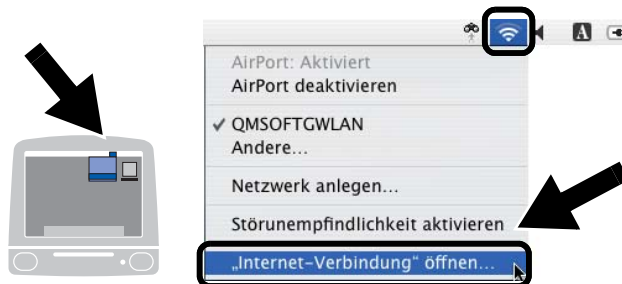 A
AirPort: Aktiviert
AirPort deaktivieren
✓ QMSOFTGWLAN
Andere...
Netzwerk anlegen...
Störunempfindlichkeit aktivieren
„Internet-Verbindung“ öffnen...